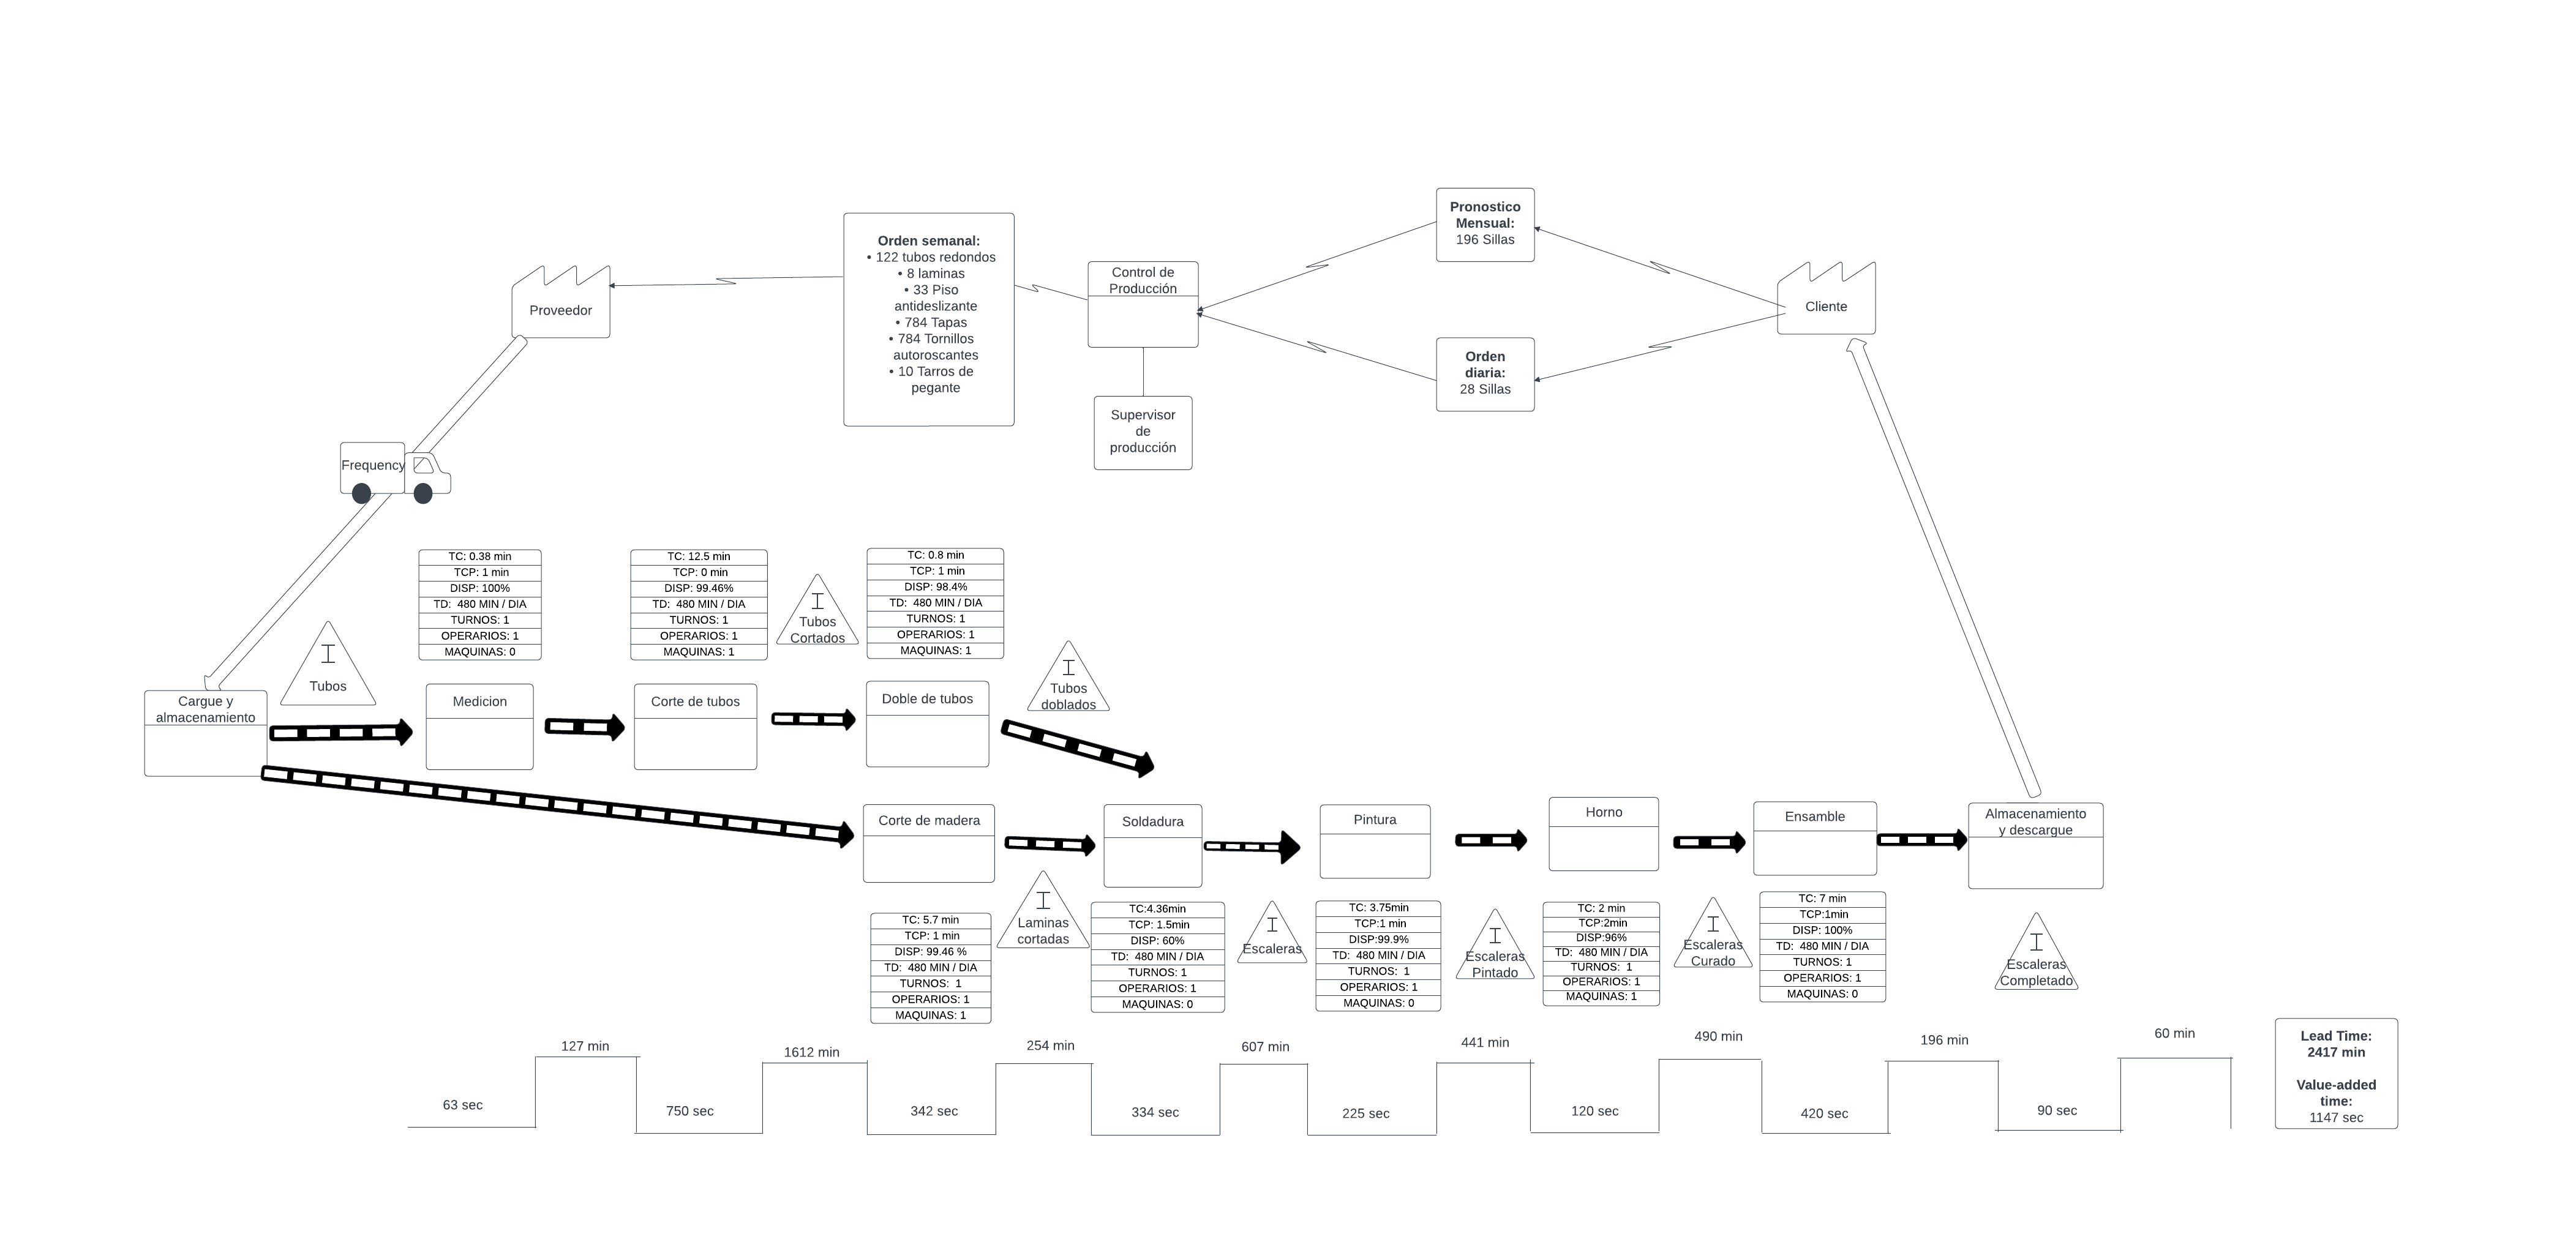 Pronostico
Mensual:
196 Sillas
Orden semanal:
• 122 tubos redondos
• 8 laminas
• 33 Piso
antideslizante
• 784 Tapas
• 784 Tornillos
autoroscantes
• 10 Tarros de
pegante
Control de
Producción
Proveedor
Cliente
Orden
diaria:
28 Sillas
Supervisor
de
producción
Frequency
TC: 0.38 min
TCP: 1 min
DISP: 100%
TD: 480 MIN / DIA
TURNOS: 1
OPERARIOS: 1
MAQUINAS: 0
TC: 12.5 min
TCP: 0 min
DISP: 99.46%
TD: 480 MIN / DIA
TURNOS: 1
OPERARIOS: 1
MAQUINAS: 1
I
Tubos
Cortados
TC: 0.8 min
TCP: 1 min
DISP: 98.4%
TD: 480 MIN / DIA
TURNOS: 1
OPERARIOS: 1
MAQUINAS: 1
I
Tubos
I
Tubos
doblados
Cargue y
almacenamiento
Medicion
Corte de tubos
Doble de tubos
Corte de madera
Soldadura
Pintura
Horno
Ensamble
Almacenamiento
y descargue
TC: 5.7 min
TCP: 1 min
DISP: 99.46 %
TD: 480 MIN / DIA
TURNOS: 1
OPERARIOS: 1
MAQUINAS: 1
I
Laminas
cortadas
TC:4.36min
TCP: 1.5min
DISP: 60%
TD: 480 MIN / DIA
TURNOS: 1
OPERARIOS: 1
MAQUINAS: 0
I
Escaleras
TC: 3.75min
TCP:1 min
DISP:99.9%
TD: 480 MIN / DIA
TURNOS: 1
OPERARIOS: 1
MAQUINAS: 0
I
Escaleras
Pintado
TC: 2 min
TCP:2min
DISP:96%
TD: 480 MIN / DIA
TURNOS: 1
OPERARIOS: 1
MAQUINAS: 1
I
Escaleras
Curado
TC: 7 min
TCP:1min
DISP: 100%
TD: 480 MIN / DIA
TURNOS: 1
OPERARIOS: 1
MAQUINAS: 0
I
Escaleras
Completado
63 sec
127 min
750 sec
1612 min
342 sec
254 min
334 sec
607 min
225 sec
441 min
120 sec
490 min
420 sec
196 min
90 sec
60 min
Lead Time:
2417 min
Value-added
time:
1147 sec